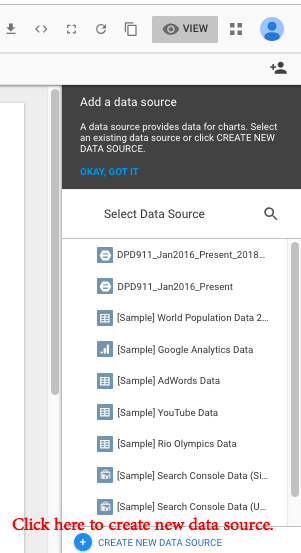 VIEW
Add a data source
A data source provides data for charts. Select
an existing data source or click CREATE NEW
DATA SOURCE.
OKAY, GOT IT
Select Data Source
DPD911_Jan2016_Present_2018...
DPD911_Jan2016_Present
[Sample] World Population Data 2...
[Sample] Google Analytics Data
[Sample] AdWords Data
[Sample] YouTube Data
[Sample] Rio Olympics Data
[Sample] Search Console Data (Si...
[Sample] Search Console Data (U...
Click here to create new data source.
CREATE NEW DATA SOURCE